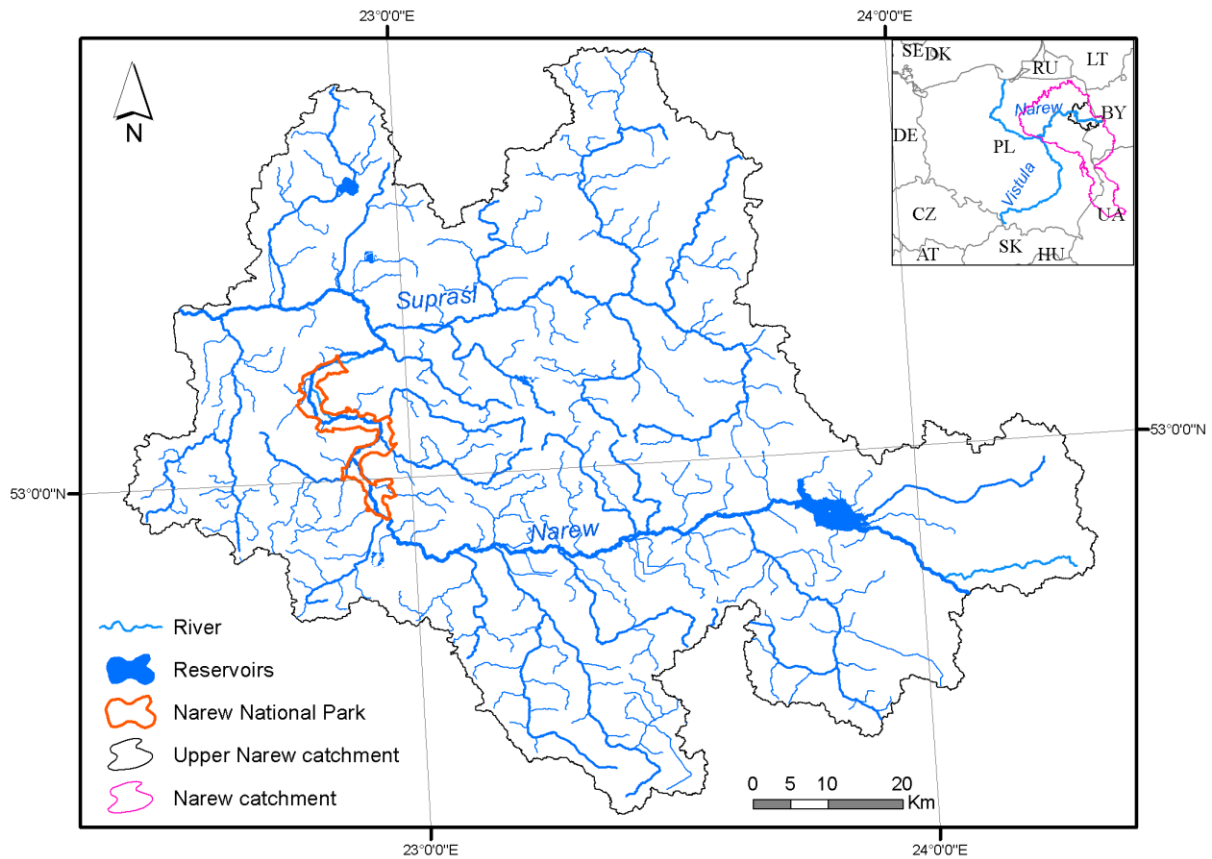 23°0'0"E
24°0'0"E
N
SE
DK
RU
LT
Narew
BY
DE
PL
Vistula
CZ
UA
SK
AT
HU
Supraśl
53°0'0"N
53°0'0"N
Narew
River
Reservoirs
Narew National Park
Upper Narew catchment
Narew catchment
0 5 10 20
Km
23°0'0"E
24°0'0"E